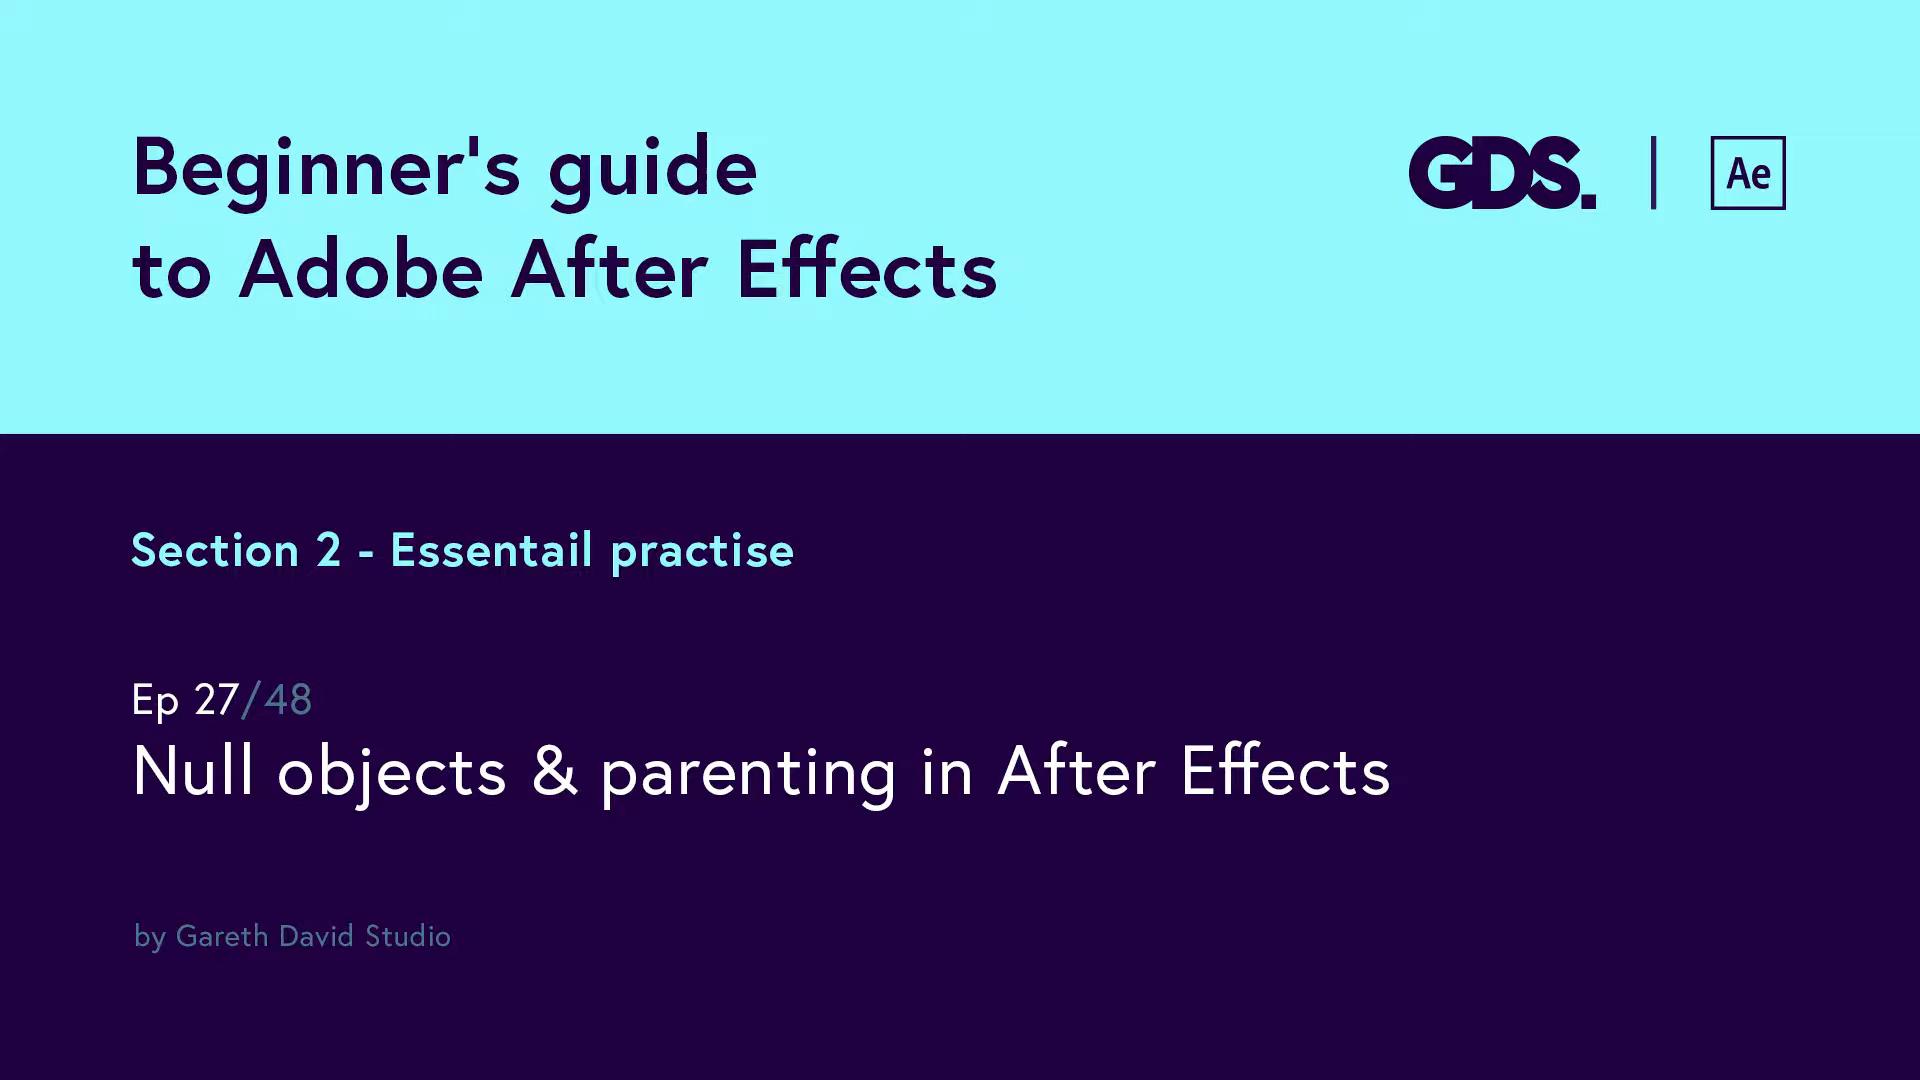 Beginner's guide
to Adobe After Effects
GDS. | Ae
Section 2 - Essentail practise
Ep 27/48
Null objects & parenting in After Effects
by Gareth David Studio